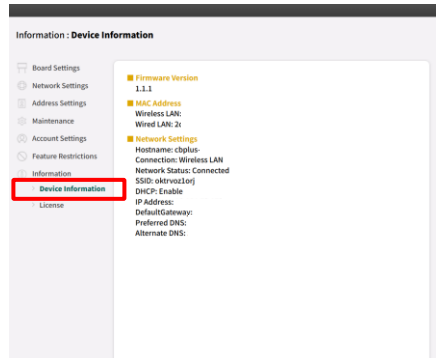 Information : Device Information
Board Settings
Network Settings
Address Settings
Maintenance
Account Settings
Feature Restrictions
Information
Device Information
License
Firmware Version
1.1.1
MAC Address
Wireless LAN:
Wired LAN: 2
Network Settings
Hostname: cbplus-
Connection: Wireless LAN
Network Status: Connected
SSID: oktrvoz1orj
DHCP: Enable
IP Address:
DefaultGateway:
Preferred DNS:
Alternate DNS: